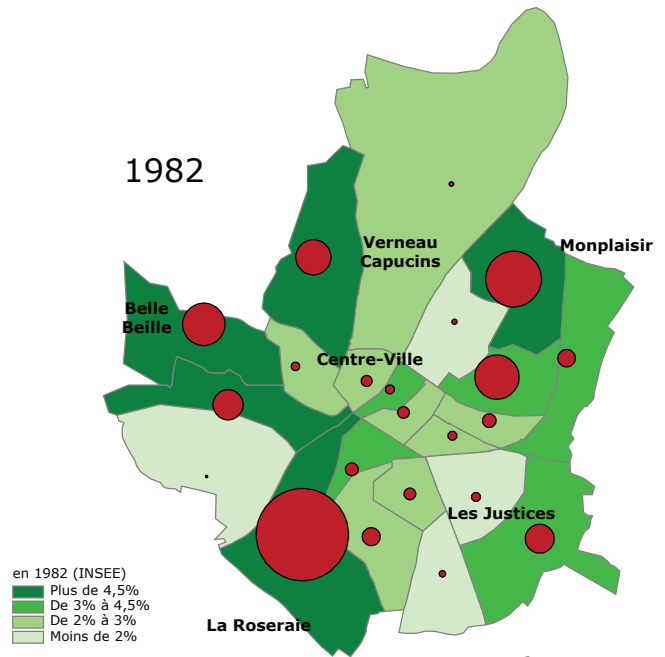 1982
Verneau
Capucins
Monplaisir
Belle
Beille
Centre-Ville
Les Justices
La Roseraie
en 1982 (INSEE)
Plus de 4,5%
De 3% à 4,5%
De 2% à 3%
Moins de 2%